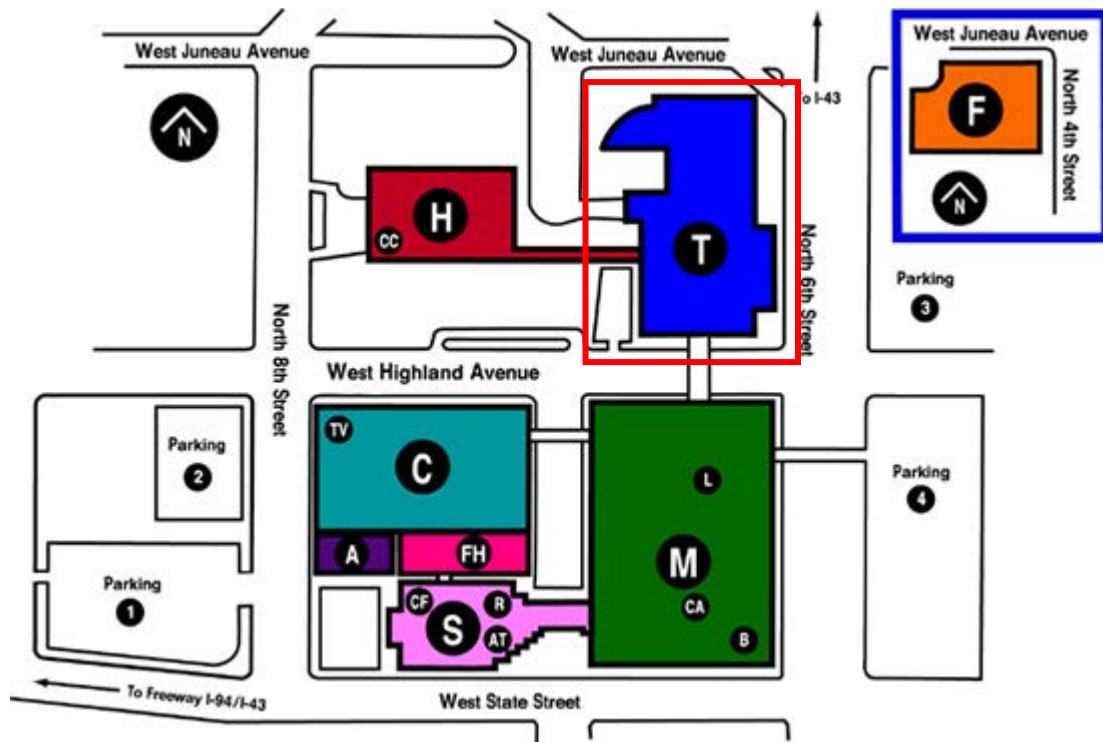 West Juneau Avenue
West Juneau Avenue
West Juneau Avenue
North 4th Street
F
N
N
o I-43
H
CC
T
North 6th Street
Parking
3
North 8th Street
West Highland Avenue
TV
C
Parking
2
L
Parking
4
A
FH
M
Parking
1
CF
R
S
AT
CA
B
To Freeway I-94/I-43
West State Street